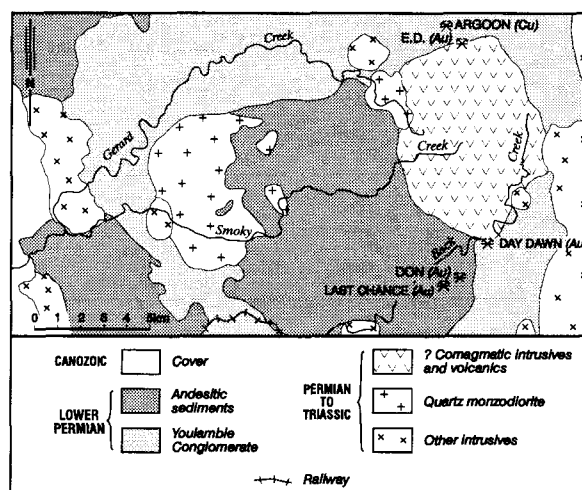 ARGOON (Cu)
E.D. (Au)
Creek
N
Gerard
Creek
Creek
Smoky
Back
DAY DAWN (Au)
DON (Au)
LAST CHANCE (Au)
0 1 2 3 4 5km
CANOZOIC
Cover
LOWER
PERMIAN
Andesitic
sediments
Youlambie
Conglomerate
PERMIAN
TO
TRIASSIC
? Comagmatic intrusives
and volcanics
Quartz monzodiorite
Other intrusives
Railway